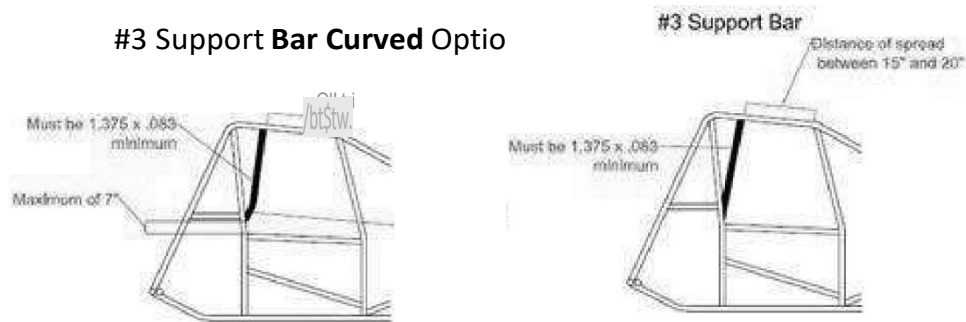 #3 Support Bar Curved Optio
Must be 1.375 x .083
minimum
Maximum of 7"
#3 Support Bar
Distance of spread
between 15" and 20"
Must be 1.375 x .083
minimum